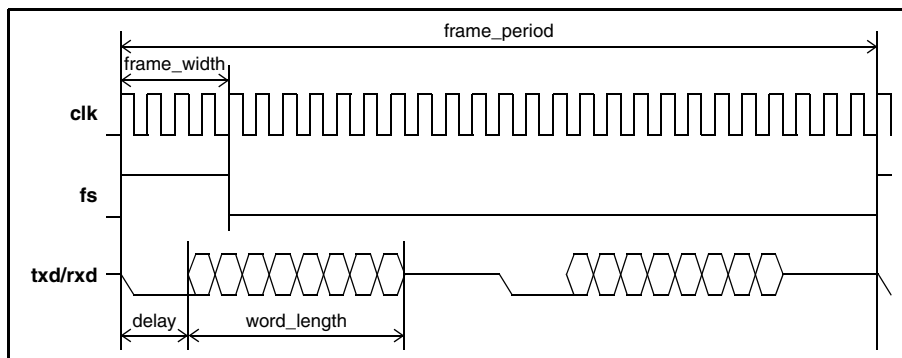 frame_period
frame_width
clk
fs
txd/rxd
delay
word_length